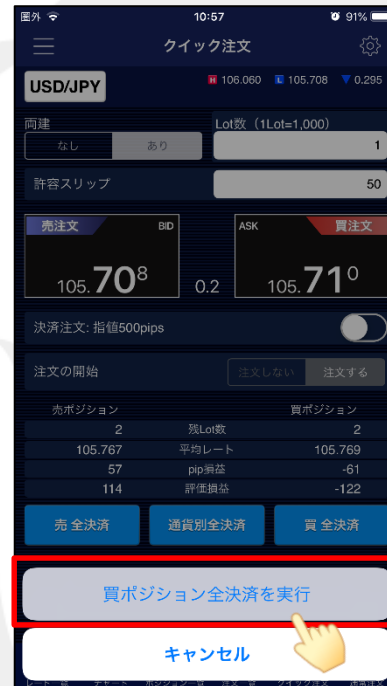 圏外 10:57 91%
クイック注文
USD/JPY H 106.060 L 105.708 ▼ 0.295
両建 Lot数（1Lot=1,000）
なし あり 1
許容スリップ 50
売注文 BID ASK 買注文
105.708 0.2 105.710
決済注文: 指値500pips
注文の開始 注文しない 注文する
売ポジション 買ポジション
2 残Lot数 2
105.767 平均レート 105.769
57 pip損益 -61
114 評価損益 -122
売 全決済 通貨別全決済 買 全決済
買ポジション全決済を実行
キャンセル